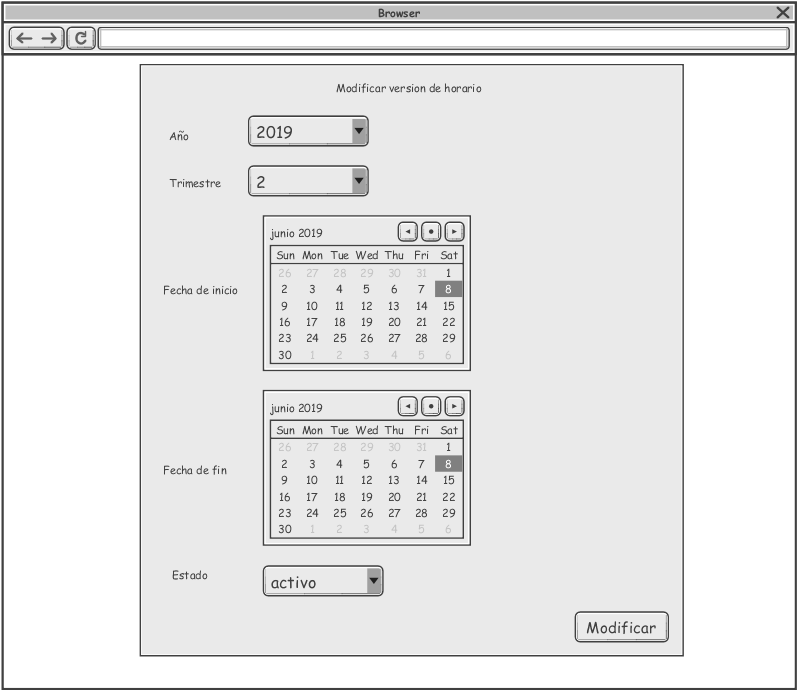 Browser
Modificar version de horario
Año 2019
Trimestre 2
junio 2019
Sun Mon Tue Wed Thu Fri Sat
26 27 28 29 30 31 1
Fecha de inicio 2 3 4 5 6 7 8
9 10 11 12 13 14 15
16 17 18 19 20 21 22
23 24 25 26 27 28 29
30 1 2 3 4 5 6
junio 2019
Sun Mon Tue Wed Thu Fri Sat
26 27 28 29 30 31 1
2 3 4 5 6 7 8
Fecha de fin 9 10 11 12 13 14 15
16 17 18 19 20 21 22
23 24 25 26 27 28 29
30 1 2 3 4 5 6
Estado activo
Modificar